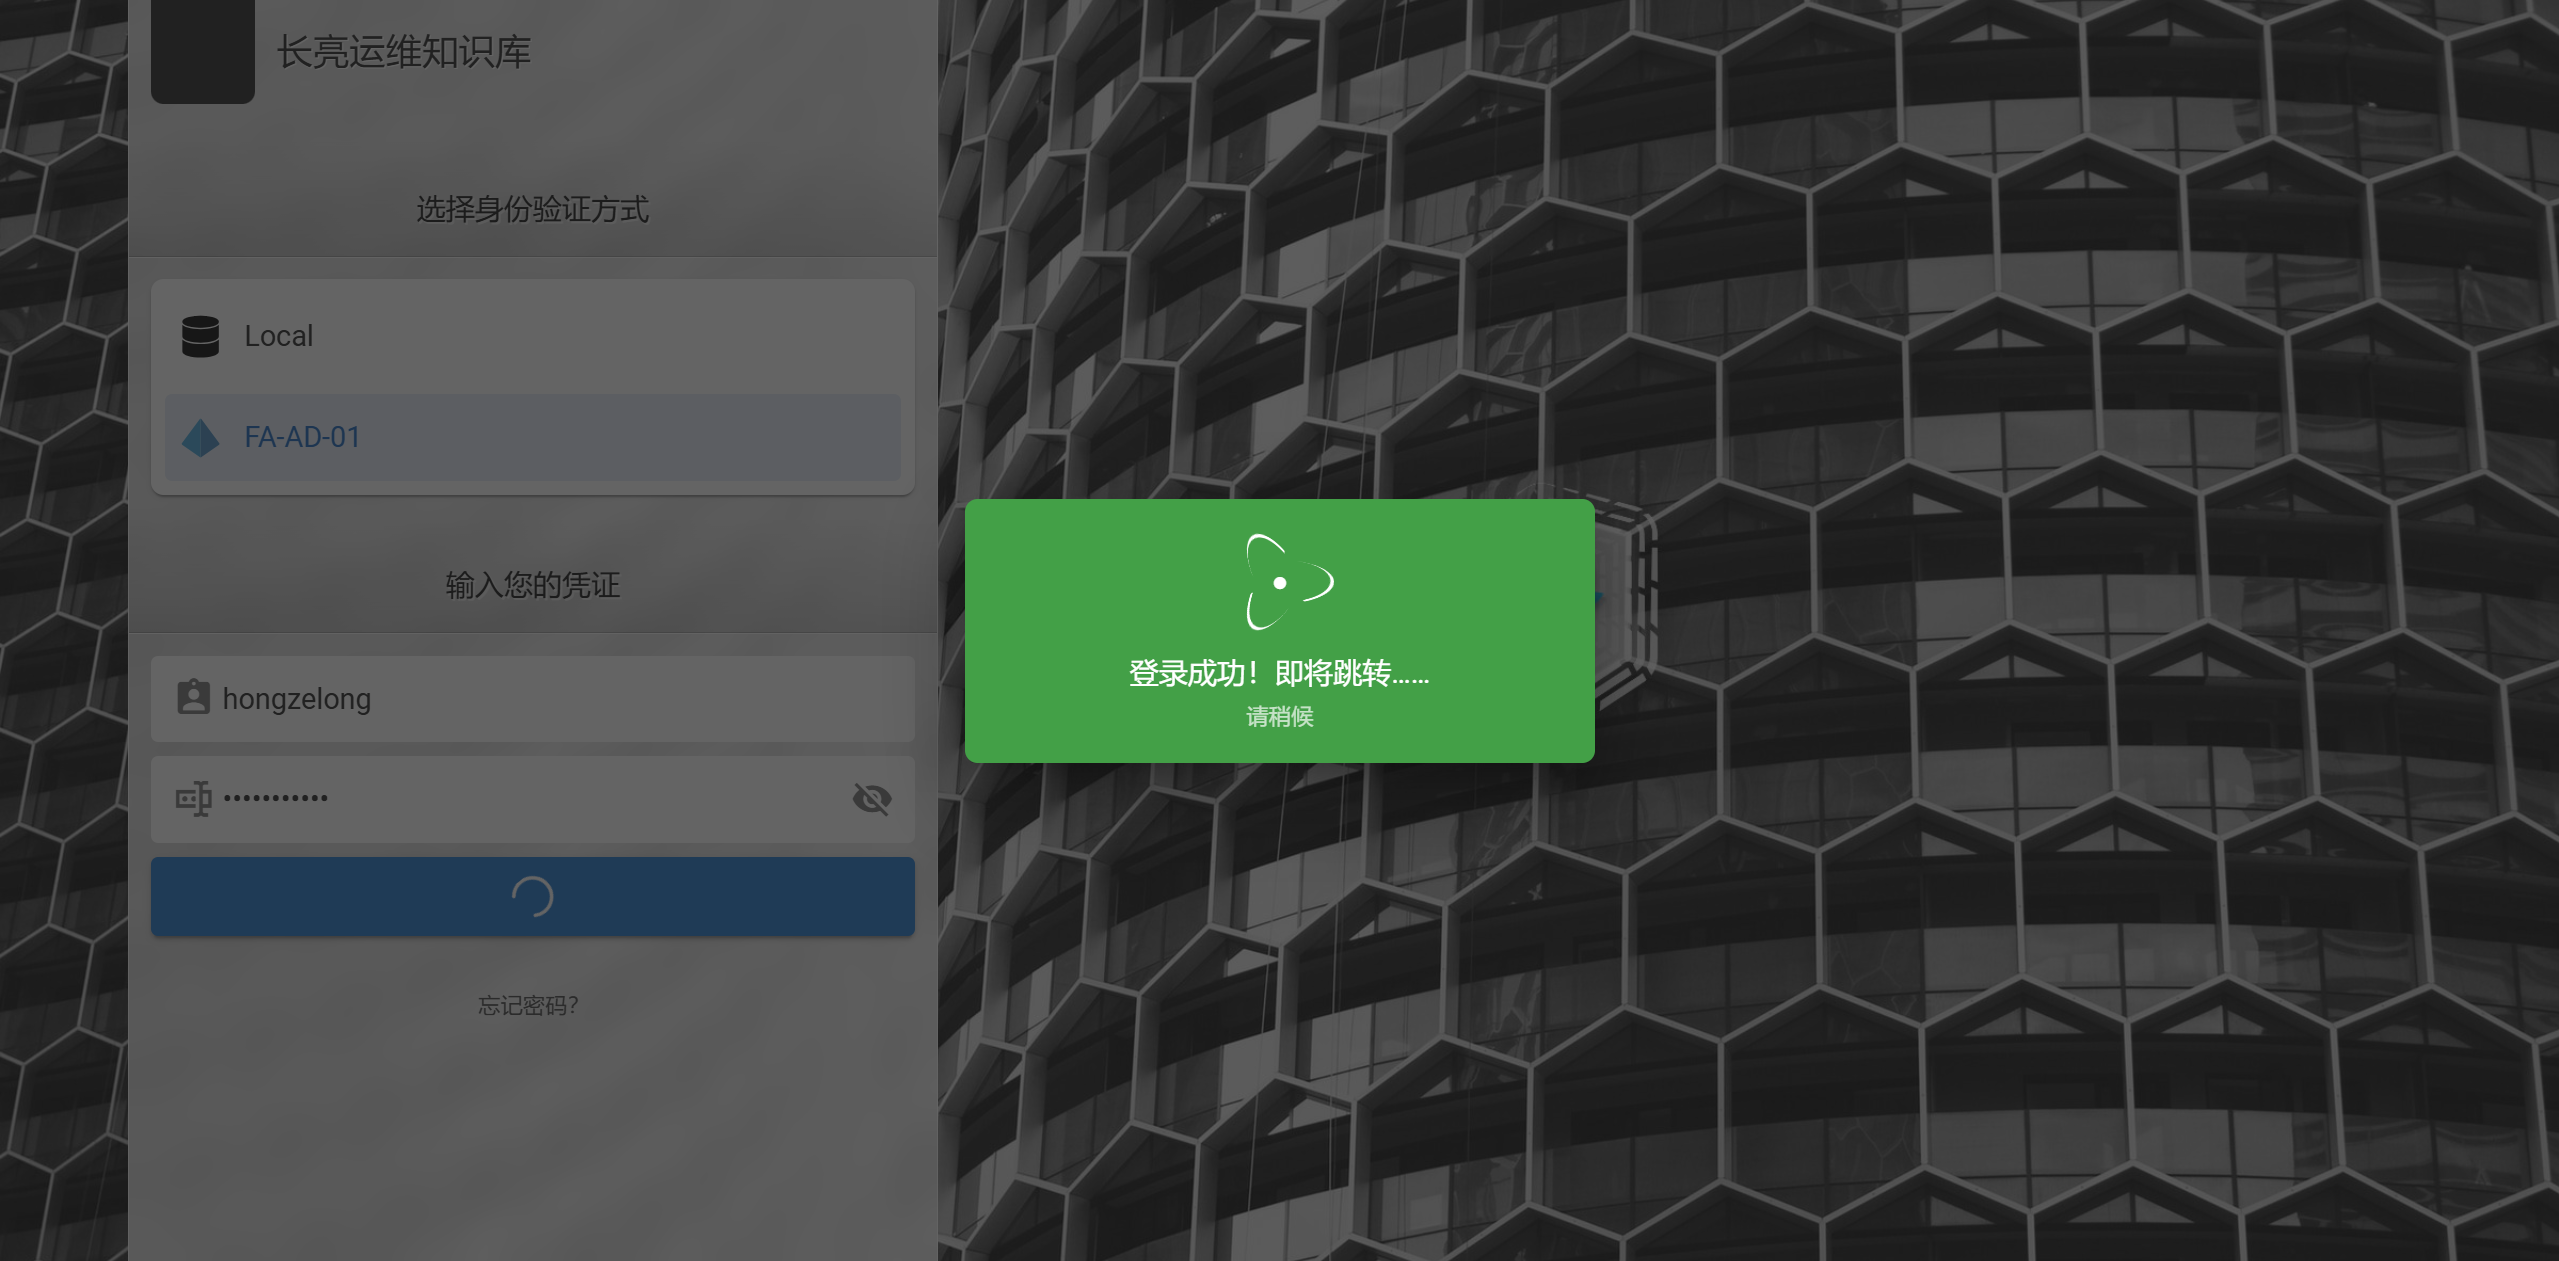 长亮运维知识库
选择身份验证方式
Local
FA-AD-01
输入您的凭证
hongzelong
•••••••••••
忘记密码？
登录成功！即将跳转……
请稍候